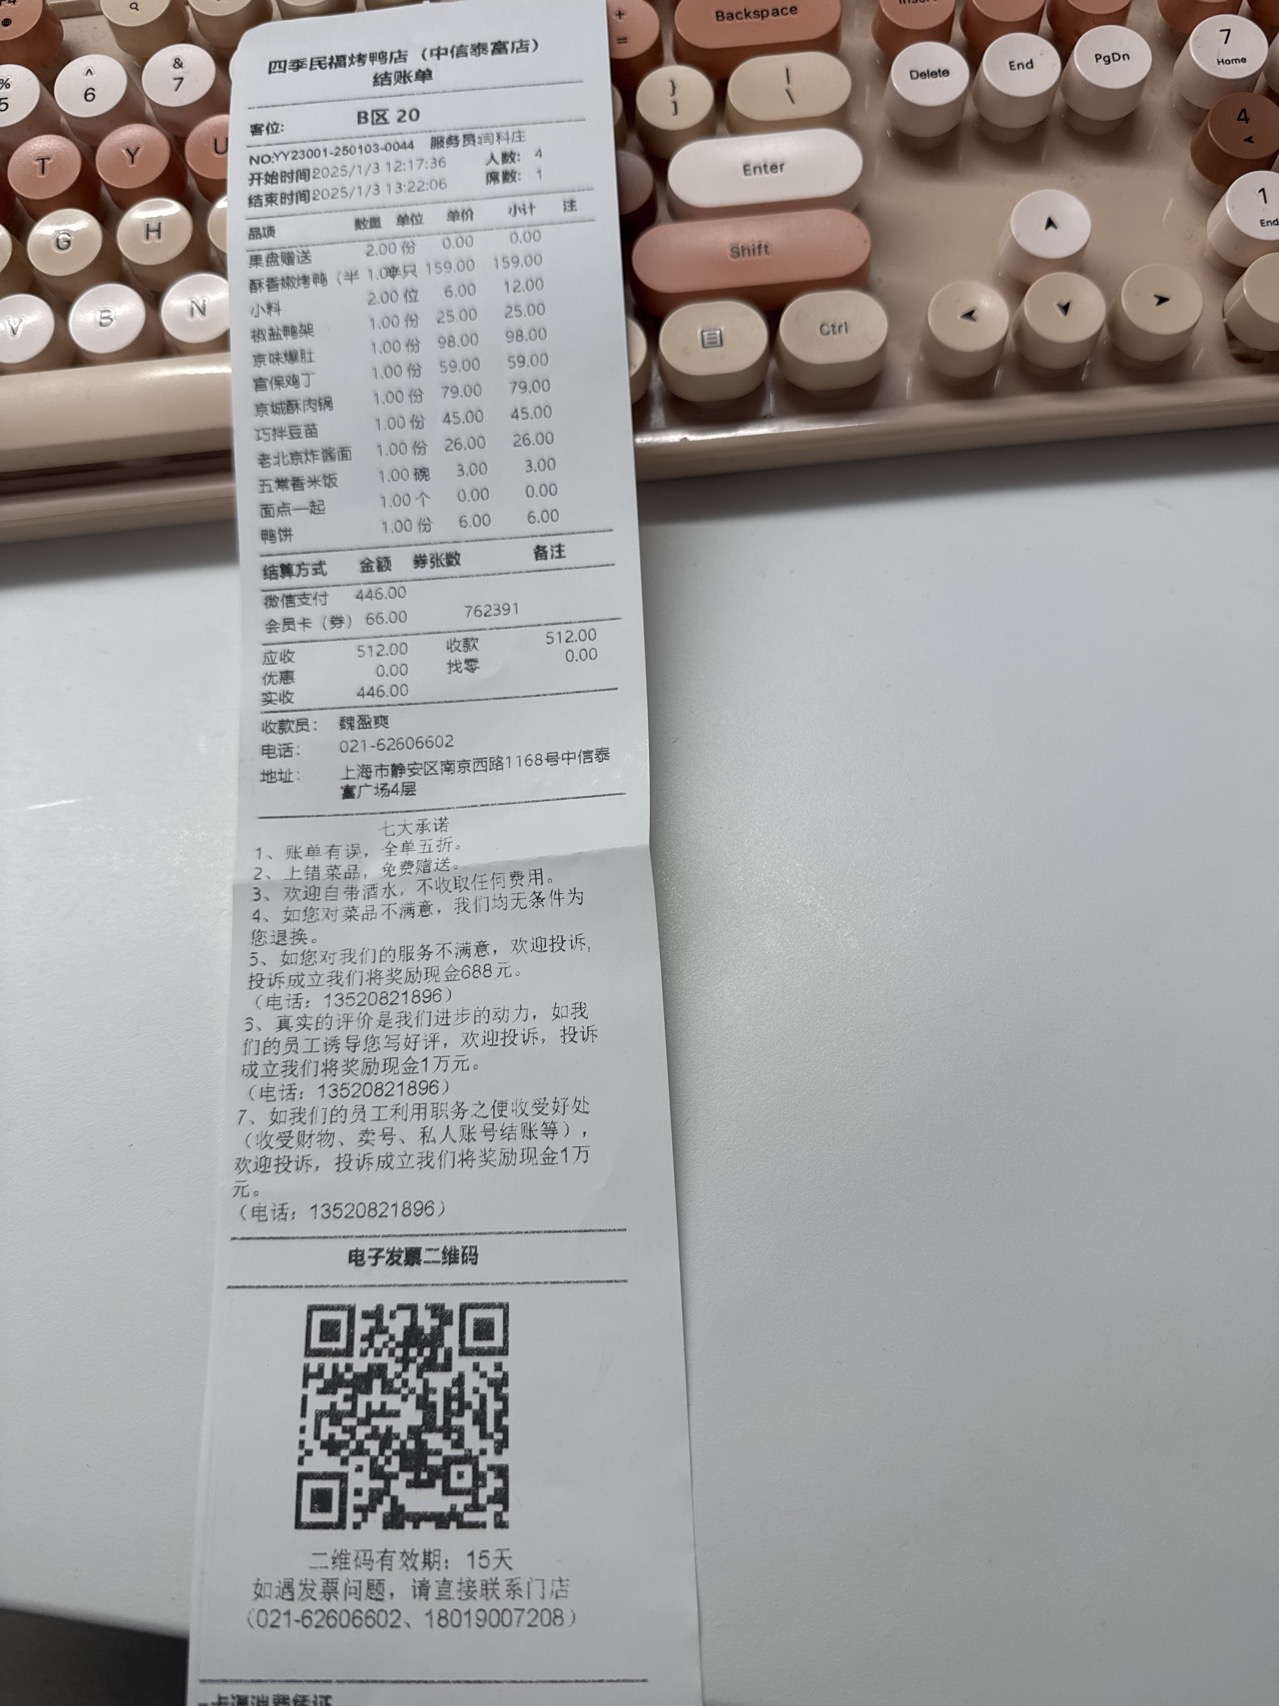 Backspace
Insert
Delete
End
PgDn
7
Home
4
1
End
Enter
Shift
Ctrl
%
5
^
6
&
7
+
=
}
]
|
\
T
Y
U
G
H
V
B
N
四季民福烤鸭店（中信泰富店）
结账单
客位： B区 20
NO:YY23001-250103-0044 服务员:闫科庄
开始时间2025/1/3 12:17:36 人数： 4
结束时间2025/1/3 13:22:06 席数： 1
品项 数量 单位 单价 小计 注
果盘赠送 2.00 份 0.00 0.00
酥香嫩烤鸭（半 1.00 半只 159.00 159.00
小料 2.00 位 6.00 12.00
椒盐鸭架 1.00 份 25.00 25.00
京味爆肚 1.00 份 98.00 98.00
宫保鸡丁 1.00 份 59.00 59.00
京城酥肉锅 1.00 份 79.00 79.00
巧拌豆苗 1.00 份 45.00 45.00
老北京炸酱面 1.00 份 26.00 26.00
五常香米饭 1.00 碗 3.00 3.00
面点一起 1.00 个 0.00 0.00
鸭饼 1.00 份 6.00 6.00
结算方式 金额 券张数 备注
微信支付 446.00
会员卡（券） 66.00 762391
应收 512.00 收款 512.00
优惠 0.00 找零 0.00
实收 446.00
收款员： 魏盈爽
电话： 021-62606602
地址： 上海市静安区南京西路1168号中信泰
富广场4层
七大承诺
1、账单有误，全单五折。
2、上错菜品，免费赠送。
3、欢迎自带酒水，不收取任何费用。
4、如您对菜品不满意，我们均无条件为
您退换。
5、如您对我们的服务不满意，欢迎投诉，
投诉成立我们将奖励现金688元。
（电话：13520821896）
6、真实的评价是我们进步的动力，如我
们的员工诱导您写好评，欢迎投诉，投诉
成立我们将奖励现金1万元。
（电话：13520821896）
7、如我们的员工利用职务之便收受好处
（收受财物、卖号、私人账号结账等），
欢迎投诉，投诉成立我们将奖励现金1万
元。
（电话：13520821896）
电子发票二维码
二维码有效期：15天
如遇发票问题，请直接联系门店
（021-62606602、18019007208）